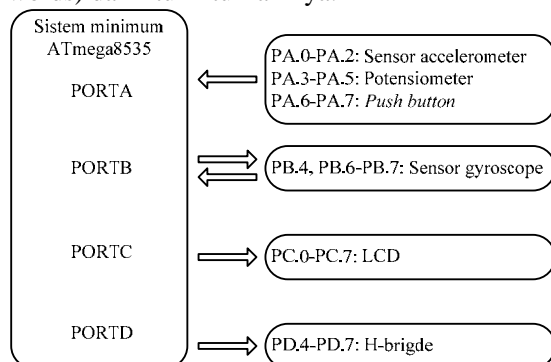 Sistem minimum
ATmega8535
PORTA
PA.0-PA.2: Sensor accelerometer
PA.3-PA.5: Potensiometer
PA.6-PA.7: Push button
PORTB
PB.4, PB.6-PB.7: Sensor gyroscope
PORTC
PC.0-PC.7: LCD
PORTD
PD.4-PD.7: H-brigde